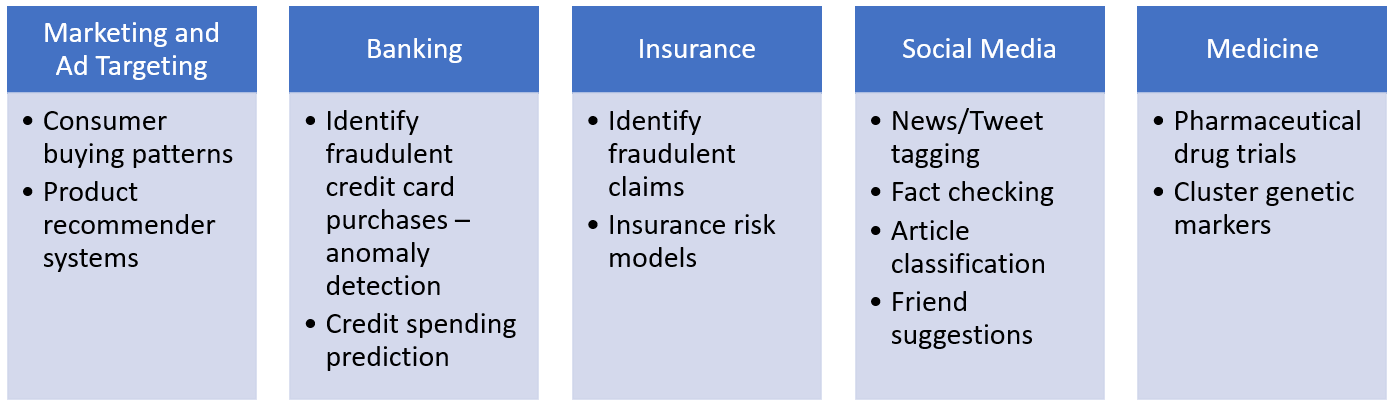 Marketing and
Ad Targeting
• Consumer
buying patterns
• Product
recommender
systems
Banking
• Identify
fraudulent
credit card
purchases –
anomaly
detection
• Credit spending
prediction
Insurance
• Identify
fraudulent
claims
• Insurance risk
models
Social Media
• News/Tweet
tagging
• Fact checking
• Article
classification
• Friend
suggestions
Medicine
• Pharmaceutical
drug trials
• Cluster genetic
markers